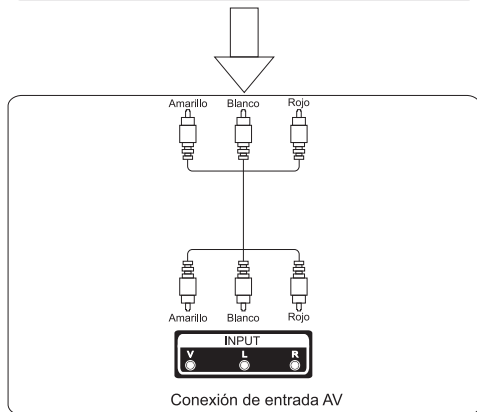 Amarillo Blanco Rojo
Amarillo Blanco Rojo
INPUT
V L R
Conexión de entrada AV